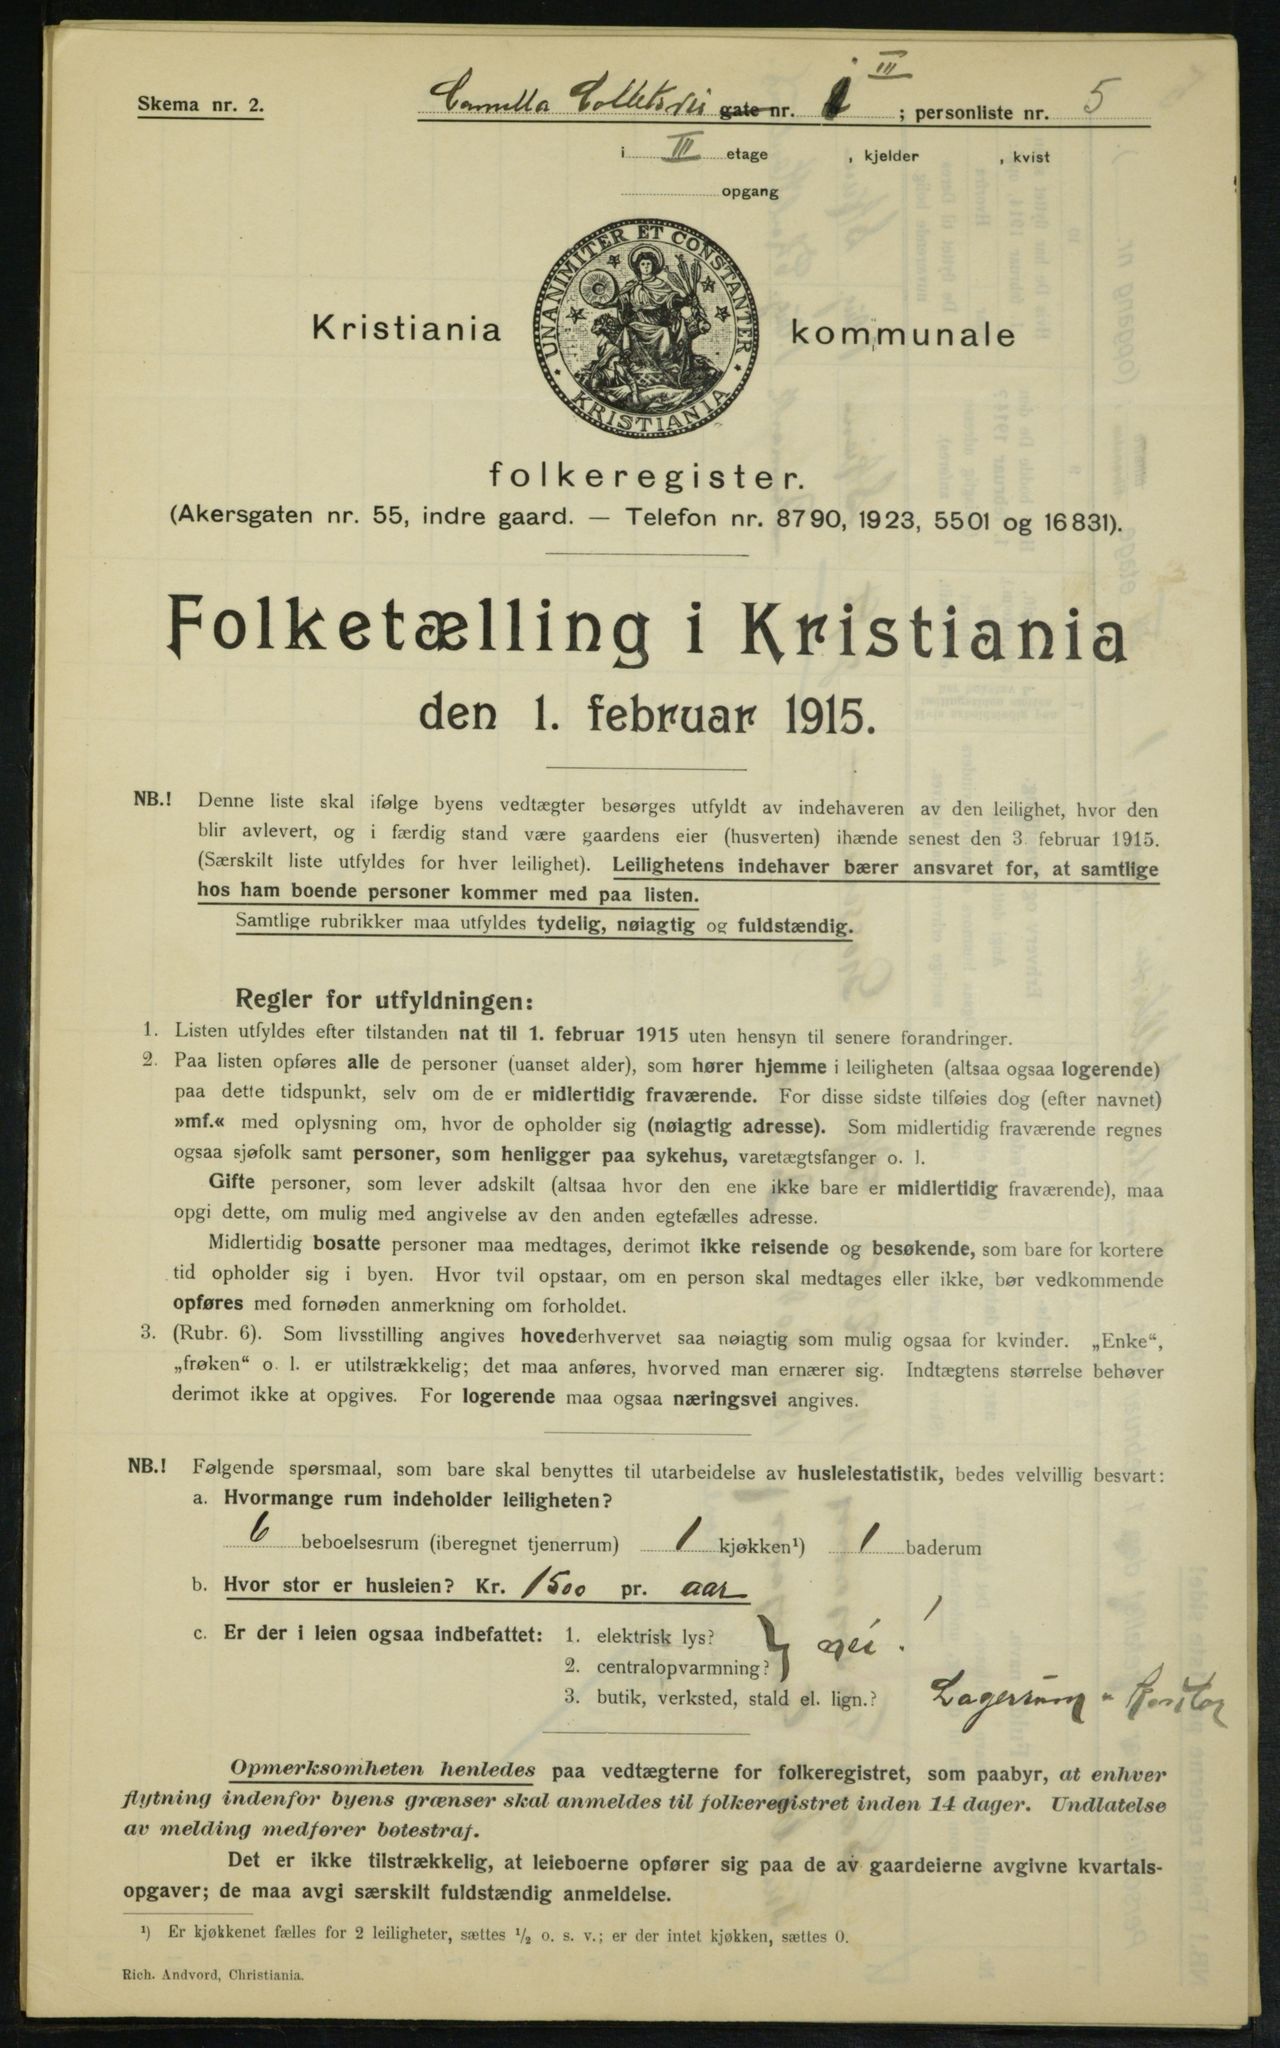 Skema nr. 2.
Camilla Colletsvei gate nr. 1 III ; personliste nr. 5
i III etage , kjelder , kvist
opgang
UNANIMITER ET CONSTANTER · KRISTIANIA ·
Kristiania kommunale
folkeregister.
(Akersgaten nr. 55, indre gaard. — Telefon nr. 8790, 1923, 5501 og 16831).
Folketælling i Kristiania
den 1. februar 1915.
NB.! Denne liste skal ifølge byens vedtægter besørges utfyldt av indehaveren av den leilighet, hvor den
blir avlevert, og i færdig stand være gaardens eier (husverten) ihænde senest den 3. februar 1915.
(Særskilt liste utfyldes for hver leilighet). Leilighetens indehaver bærer ansvaret for, at samtlige
hos ham boende personer kommer med paa listen.
Samtlige rubrikker maa utfyldes tydelig, nøiagtig og fuldstændig.
Regler for utfyldningen:
1. Listen utfyldes efter tilstanden nat til 1. februar 1915 uten hensyn til senere forandringer.
2. Paa listen opføres alle de personer (uanset alder), som hører hjemme i leiligheten (altsaa ogsaa logerende)
paa dette tidspunkt, selv om de er midlertidig fraværende. For disse sidste tilføies dog (efter navnet)
»mf.« med oplysning om, hvor de opholder sig (nøiagtig adresse). Som midlertidig fraværende regnes
ogsaa sjøfolk samt personer, som henligger paa sykehus, varetægtsfanger o. l.
Gifte personer, som lever adskilt (altsaa hvor den ene ikke bare er midlertidig fraværende), maa
opgi dette, om mulig med angivelse av den anden egtefælles adresse.
Midlertidig bosatte personer maa medtages, derimot ikke reisende og besøkende, som bare for kortere
tid opholder sig i byen. Hvor tvil opstaar, om en person skal medtages eller ikke, bør vedkommende
opføres med fornøden anmerkning om forholdet.
3. (Rubr. 6). Som livsstilling angives hovederhvervet saa nøiagtig som mulig ogsaa for kvinder. „Enke“,
„frøken“ o. l. er utilstrækkelig; det maa anføres, hvorved man ernærer sig. Indtægtens størrelse behøver
derimot ikke at opgives. For logerende maa ogsaa næringsvei angives.
NB.! Følgende spørsmaal, som bare skal benyttes til utarbeidelse av husleiestatistik, bedes velvillig besvart:
a. Hvormange rum indeholder leiligheten?
6 beboelsesrum (iberegnet tjenerrum) 1 kjøkken¹) 1 baderum
b. Hvor stor er husleien? Kr. 1500 pr. aar
c. Er der i leien ogsaa indbefattet: 1. elektrisk lys?
2. centralopvarmning? } nei!
3. butik, verksted, stald el. lign.? Lagerrum & Kontor
Opmerksomheten henledes paa vedtægterne for folkeregistret, som paabyr, at enhver
flytning indenfor byens grænser skal anmeldes til folkeregistret inden 14 dager. Undlatelse
av melding medfører bøtestraf.
Det er ikke tilstrækkelig, at leieboerne opfører sig paa de av gaardeierne avgivne kvartals-
opgaver; de maa avgi særskilt fuldstændig anmeldelse.
¹) Er kjøkkenet fælles for 2 leiligheter, sættes ½ o. s. v.; er der intet kjøkken, sættes 0.
Rich. Andvord, Christiania.